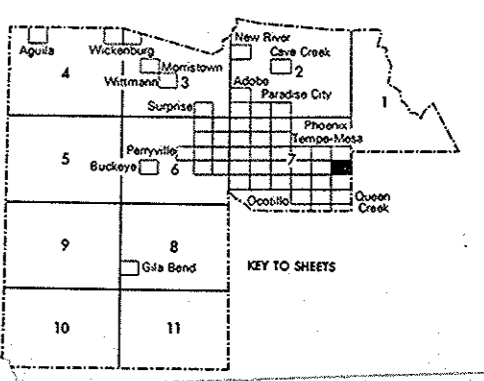 New River
Aguila
Wickenburg
Cave Creek
2
Morristown
4
Wittmann
3
Adobe
Paradise City
Surprise
1
Phoenix
Tempe-Mesa
Perryville
5
Buckeye
6
7
Ocotillo
Queen
Creek
9
8
Gila Bend
KEY TO SHEETS
10
11